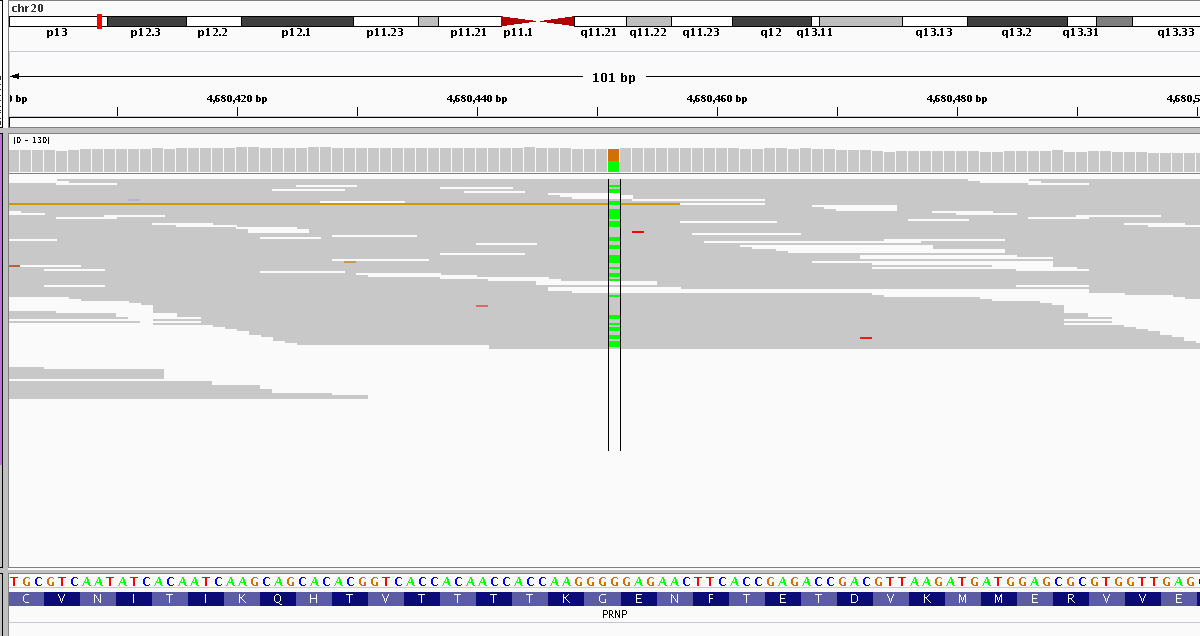 chr20
p13 p12.3 p12.2 p12.1 p11.23 p11.21 p11.1 q11.21 q11.22 q11.23 q12 q13.11 q13.13 q13.2 q13.31 q13.33
101 bp
0 bp 4,680,420 bp 4,680,440 bp 4,680,460 bp 4,680,480 bp 4,680,5
[0 - 130]
TGCGTCAATATCACAATCAAGCAGCACACGGTCACCACAACCACCAAGGGGGAGAACTTCACCGAGACCGACGTTAAGATGATGGAGCGCGTGGTTGAG
C V N I T I K Q H T V T T T T K G E N F T E T D V K M M E R V V E
PRNP